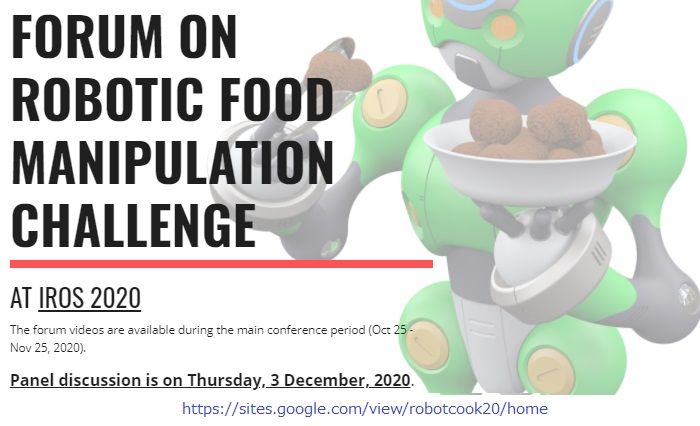 FORUM ON
ROBOTIC FOOD
MANIPULATION
CHALLENGE
AT IROS 2020
The forum videos are available during the main conference period (Oct 25 -
Nov 25, 2020).
Panel discussion is on Thursday, 3 December, 2020.
https://sites.google.com/view/robotcook20/home